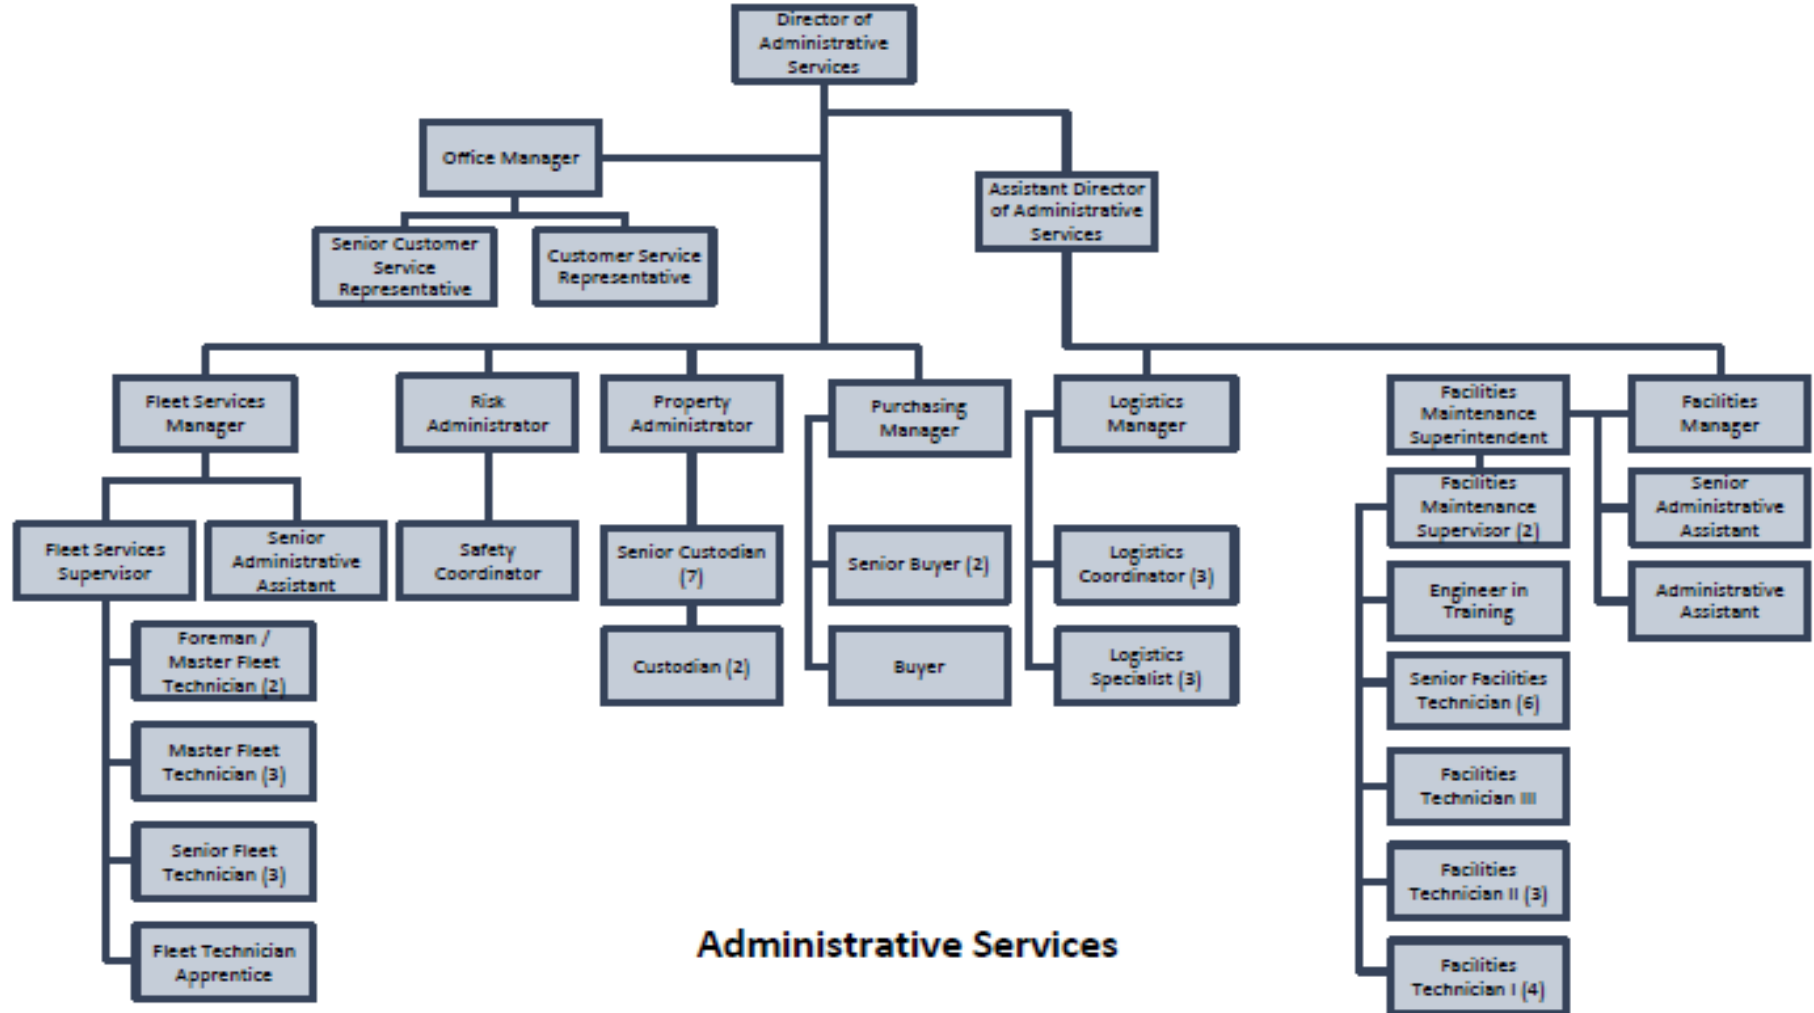 Director of
Administrative
Services
Office Manager
Assistant Director
of Administrative
Services
Senior Customer
Service
Representative
Customer Service
Representative
Fleet Services
Manager
Risk
Administrator
Property
Administrator
Purchasing
Manager
Logistics
Manager
Facilities
Maintenance
Superintendent
Facilities
Manager
Fleet Services
Supervisor
Senior
Administrative
Assistant
Safety
Coordinator
Senior Custodian
(7)
Senior Buyer (2)
Logistics
Coordinator (3)
Facilities
Maintenance
Supervisor (2)
Senior
Administrative
Assistant
Engineer in
Training
Administrative
Assistant
Foreman /
Master Fleet
Technician (2)
Custodian (2)
Buyer
Logistics
Specialist (3)
Senior Facilities
Technician (6)
Master Fleet
Technician (3)
Facilities
Technician III
Senior Fleet
Technician (3)
Facilities
Technician II (3)
Fleet Technician
Apprentice
Facilities
Technician I (4)
Administrative Services